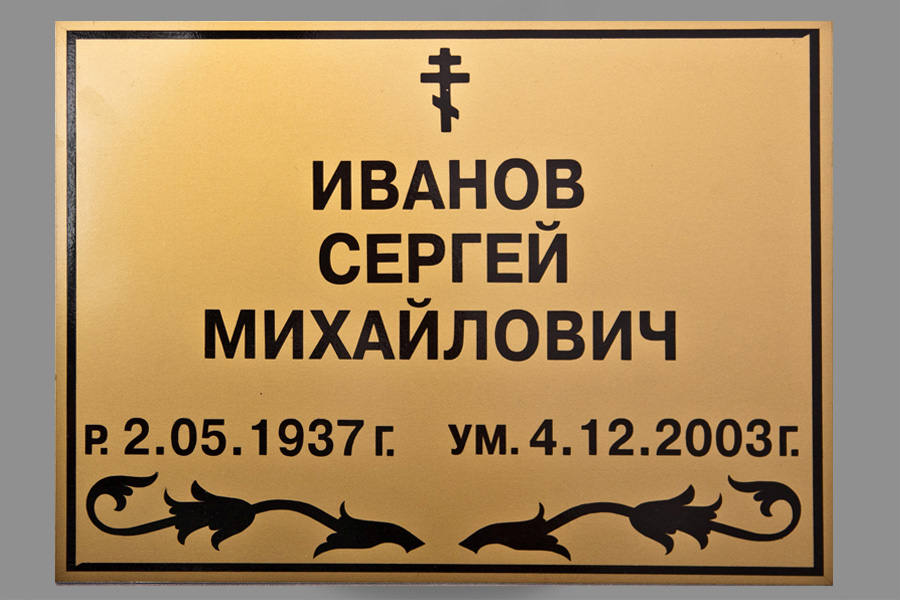 ИВАНОВ
СЕРГЕЙ
МИХАЙЛОВИЧ
Р. 2.05.1937 Г. УМ. 4.12.2003Г.